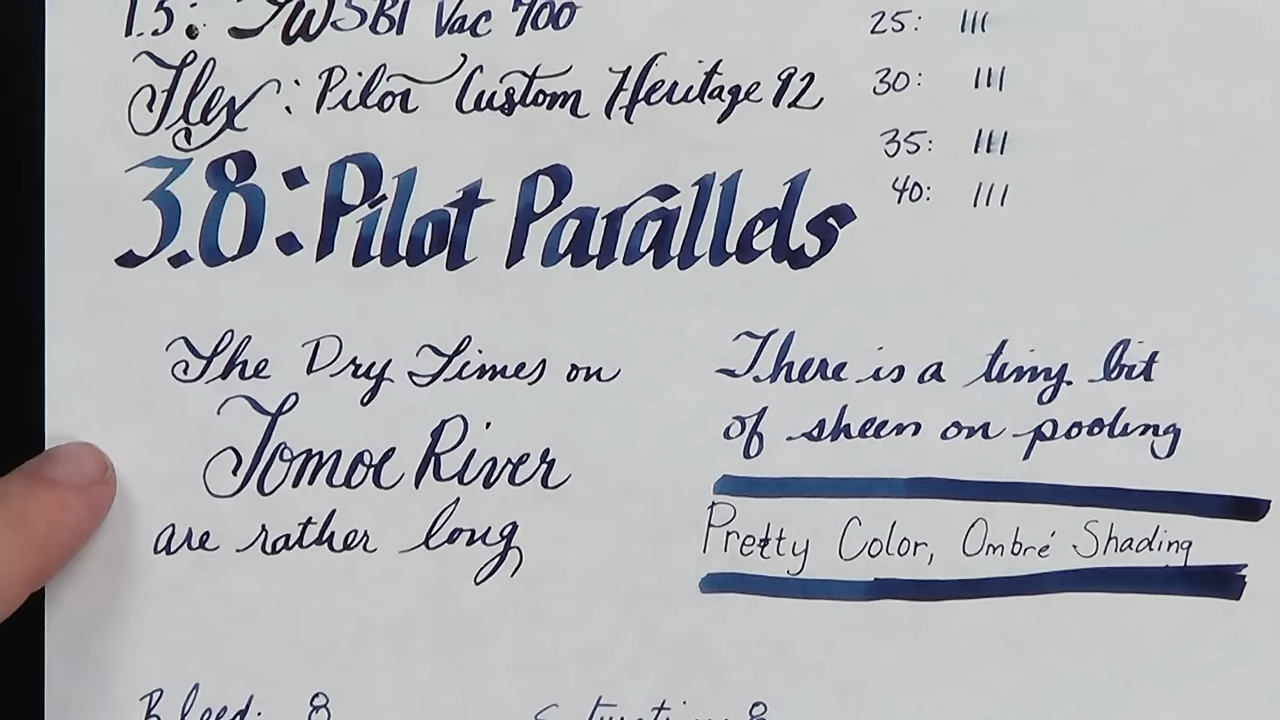 1.5: TWSBI Vac 700
25: III
Flex: Pilot Custom Heritage 92
30: III
35: III
3.8: Pilot Parallels
40: III
The Dry Times on
Tomoe River
are rather long
There is a tiny bit
of sheen on pooling
Pretty Color, Ombré Shading
Bleed: 8
Saturation: 8